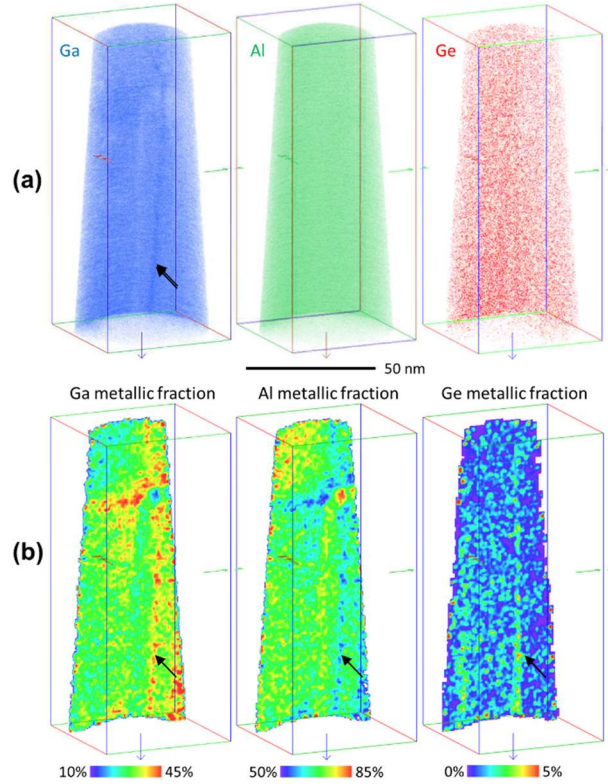 Ga
Al
Ge
(a)
50 nm
Ga metallic fraction
Al metallic fraction
Ge metallic fraction
(b)
10% 45%
50% 85%
0% 5%